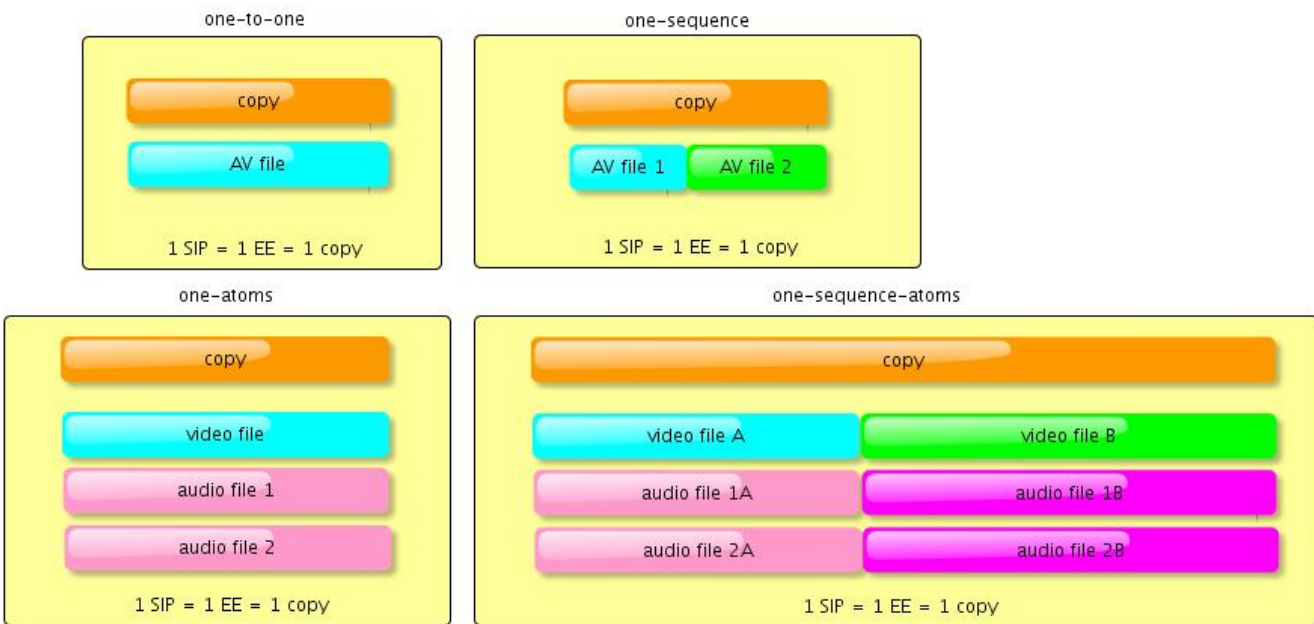 one-to-one
copy
AV file
1 SIP = 1 EE = 1 copy
one-sequence
copy
AV file 1 AV file 2
1 SIP = 1 EE = 1 copy
one-atoms
copy
video file
audio file 1
audio file 2
1 SIP = 1 EE = 1 copy
one-sequence-atoms
copy
video file A video file B
audio file 1A audio file 1B
audio file 2A audio file 2B
1 SIP = 1 EE = 1 copy